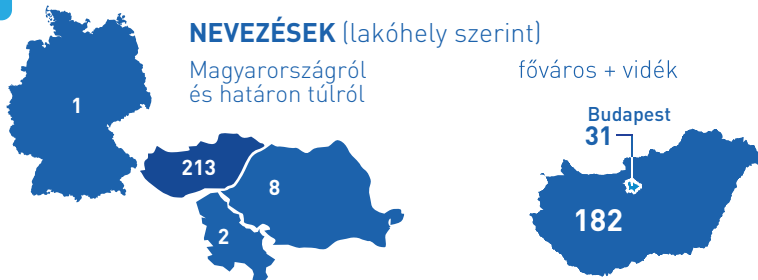 NEVEZÉSEK (lakóhely szerint)
Magyarországról
és határon túlról
1
213
8
2
főváros + vidék
Budapest
31
182